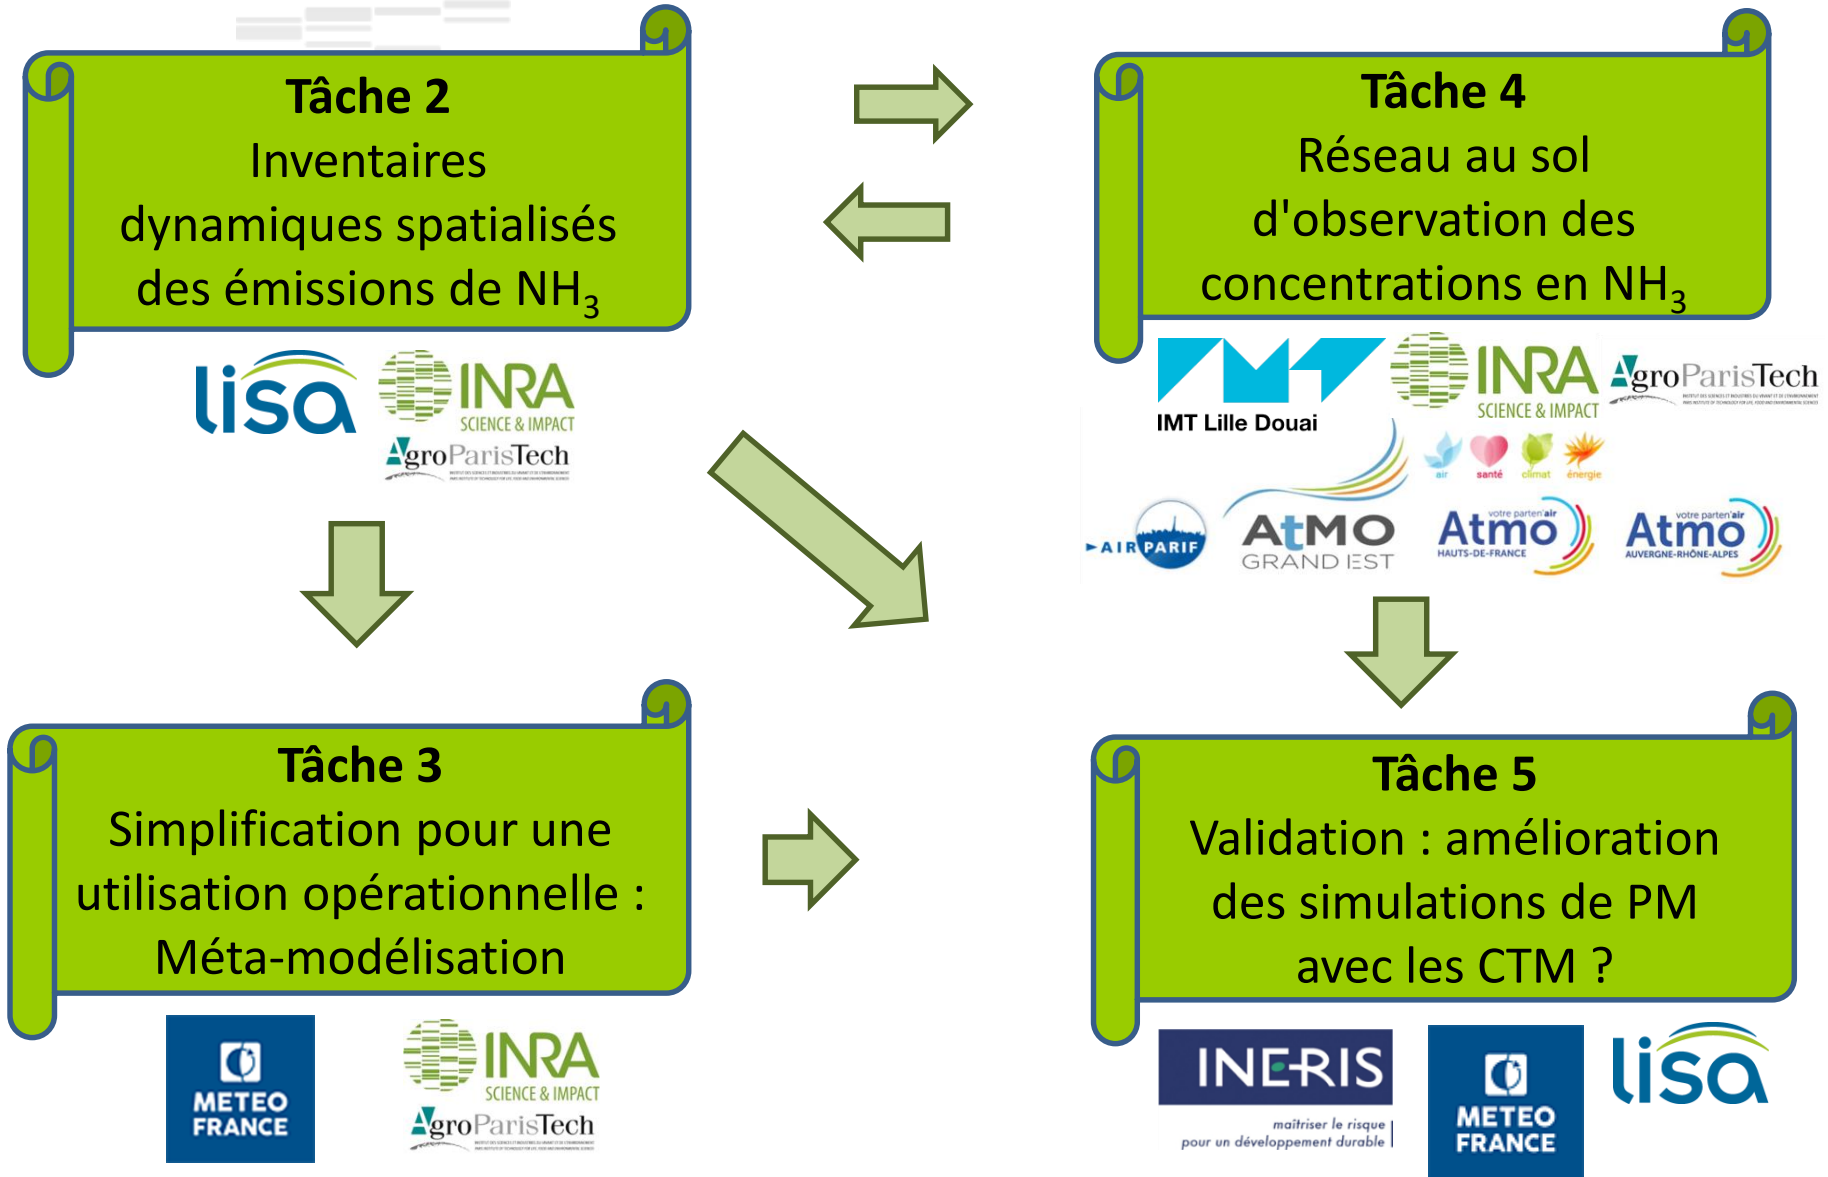 Tâche 2
Inventaires
dynamiques spatialisés
des émissions de NH₃
lisa
INRA
SCIENCE & IMPACT
AgroParisTech
Tâche 4
Réseau au sol
d'observation des
concentrations en NH₃
IMT Lille Douai
INRA
SCIENCE & IMPACT
AgroParisTech
air santé climat énergie
AIRPARIF
AtMO
GRAND EST
votre parten'air
Atmo
HAUTS-DE-FRANCE
votre parten'air
Atmo
AUVERGNE-RHÔNE-ALPES
Tâche 3
Simplification pour une
utilisation opérationnelle :
Méta-modélisation
METEO
FRANCE
INRA
SCIENCE & IMPACT
AgroParisTech
Tâche 5
Validation : amélioration
des simulations de PM
avec les CTM ?
INERIS
maîtriser le risque
pour un développement durable
METEO
FRANCE
lisa